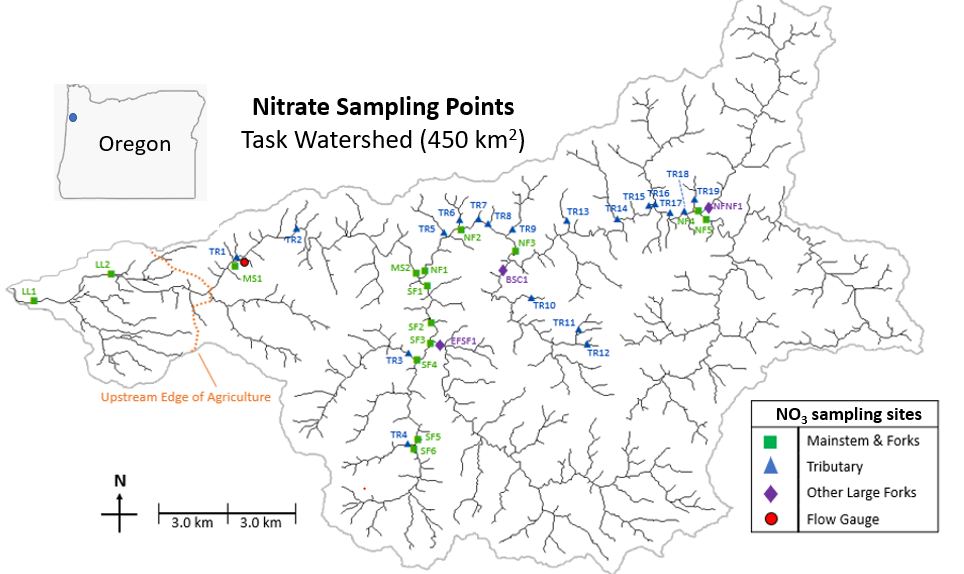 Nitrate Sampling Points
Task Watershed (450 km²)
Oregon
TR18
TR19
TR15
TR16
NFNF1
TR17
TR14
NF4
NF5
TR13
TR7
TR6
TR8
TR5
TR9
NF2
NF3
TR2
TR1
MS1
LL2
LL1
MS2
NF1
SF1
BSC1
TR10
TR11
TR12
SF2
SF3
EFSF1
TR3
SF4
Upstream Edge of Agriculture
TR4
SF5
SF6
N
3.0 km
3.0 km
NO₃ sampling sites
Mainstem & Forks
Tributary
Other Large Forks
Flow Gauge